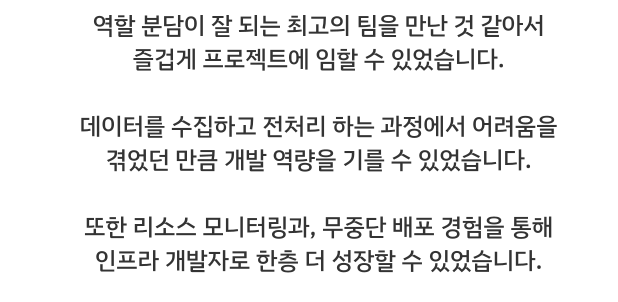 역할 분담이 잘 되는 최고의 팀을 만난 것 같아서
즐겁게 프로젝트에 임할 수 있었습니다.
데이터를 수집하고 전처리 하는 과정에서 어려움을
겪었던 만큼 개발 역량을 기를 수 있었습니다.
또한 리소스 모니터링과, 무중단 배포 경험을 통해
인프라 개발자로 한층 더 성장할 수 있었습니다.